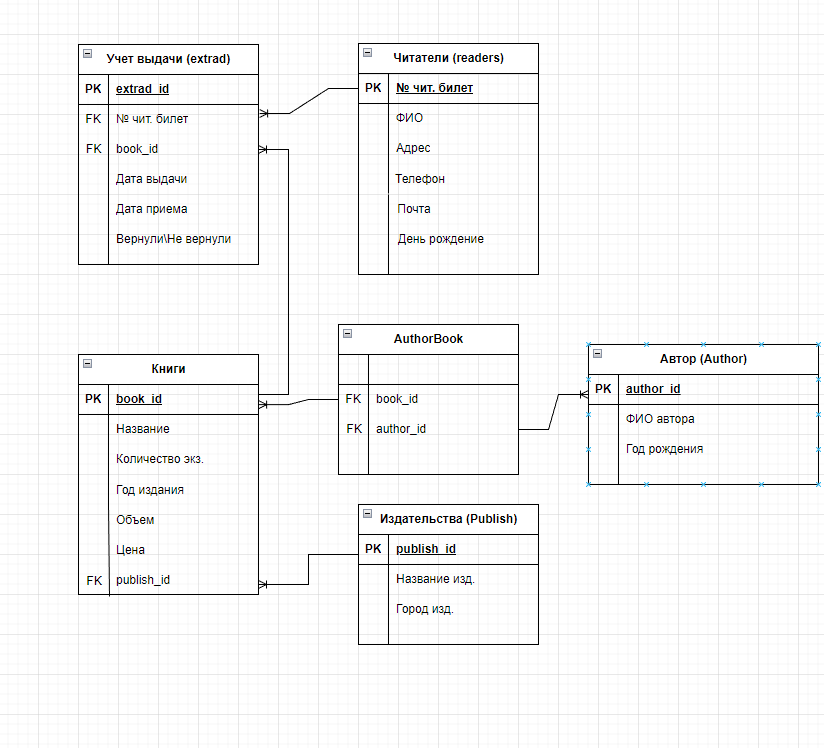 Учет выдачи (extrad)
PK extrad_id
FK № чит. билет
FK book_id
Дата выдачи
Дата приема
Вернули\Не вернули
Читатели (readers)
PK № чит. билет
ФИО
Адрес
Телефон
Почта
День рождение
Книги
PK book_id
Название
Количество экз.
Год издания
Объем
Цена
FK publish_id
AuthorBook
FK book_id
FK author_id
Автор (Author)
PK author_id
ФИО автора
Год рождения
Издательства (Publish)
PK publish_id
Название изд.
Город изд.